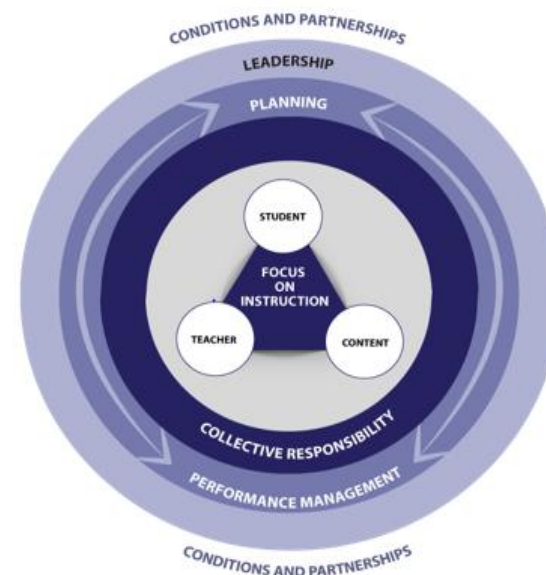 CONDITIONS AND PARTNERSHIPS
LEADERSHIP
PLANNING
STUDENT
FOCUS
ON
INSTRUCTION
TEACHER
CONTENT
COLLECTIVE RESPONSIBILITY
PERFORMANCE MANAGEMENT
CONDITIONS AND PARTNERSHIPS